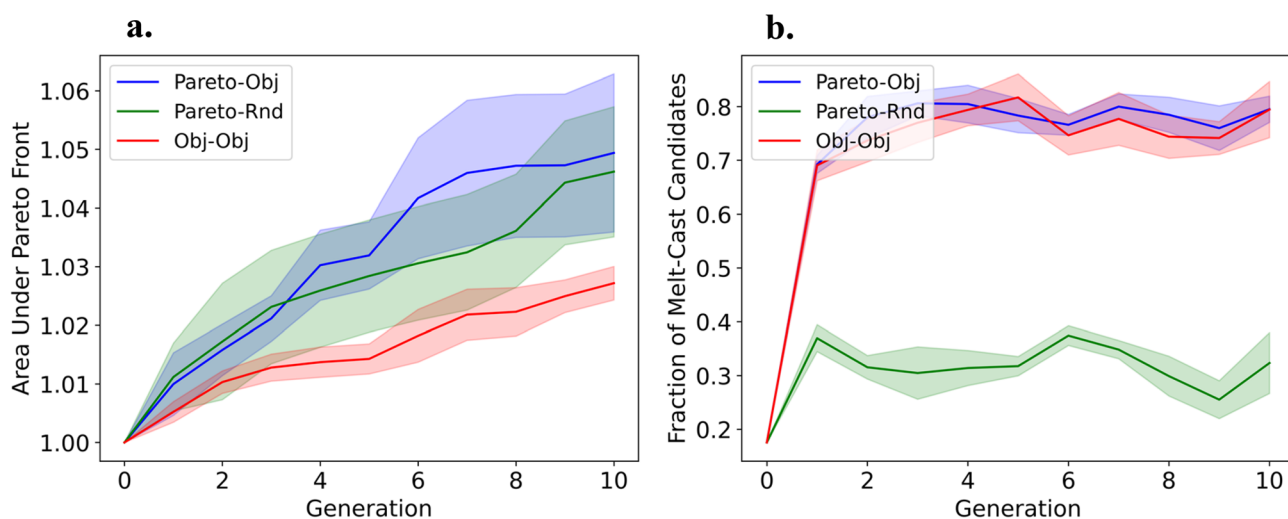 a.
Area Under Pareto Front
1.06
1.05
1.04
1.03
1.02
1.01
1.00
Pareto-Obj
Pareto-Rnd
Obj-Obj
0 2 4 6 8 10
Generation
b.
Fraction of Melt-Cast Candidates
0.8
0.7
0.6
0.5
0.4
0.3
0.2
Pareto-Obj
Pareto-Rnd
Obj-Obj
0 2 4 6 8 10
Generation